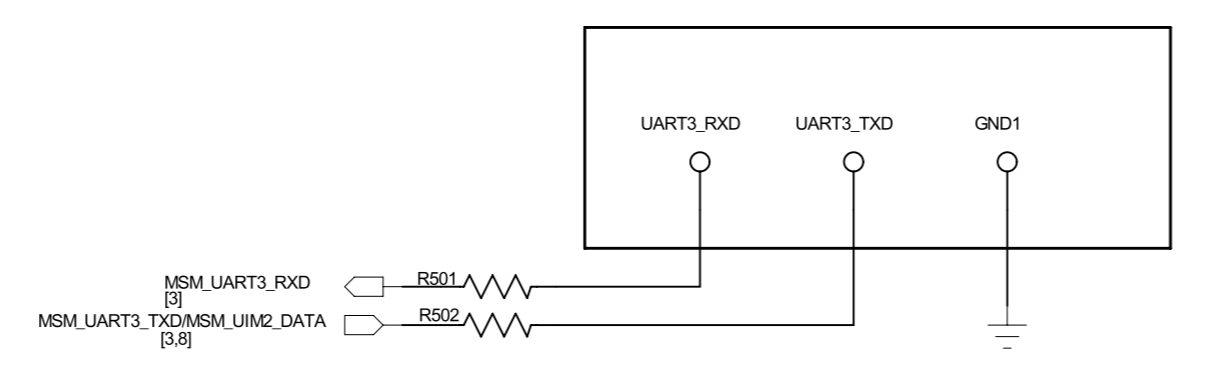 UART3_RXD
UART3_TXD
GND1
MSM_UART3_RXD
R501
[3]
MSM_UART3_TXD/MSM_UIM2_DATA
R502
[3,8]